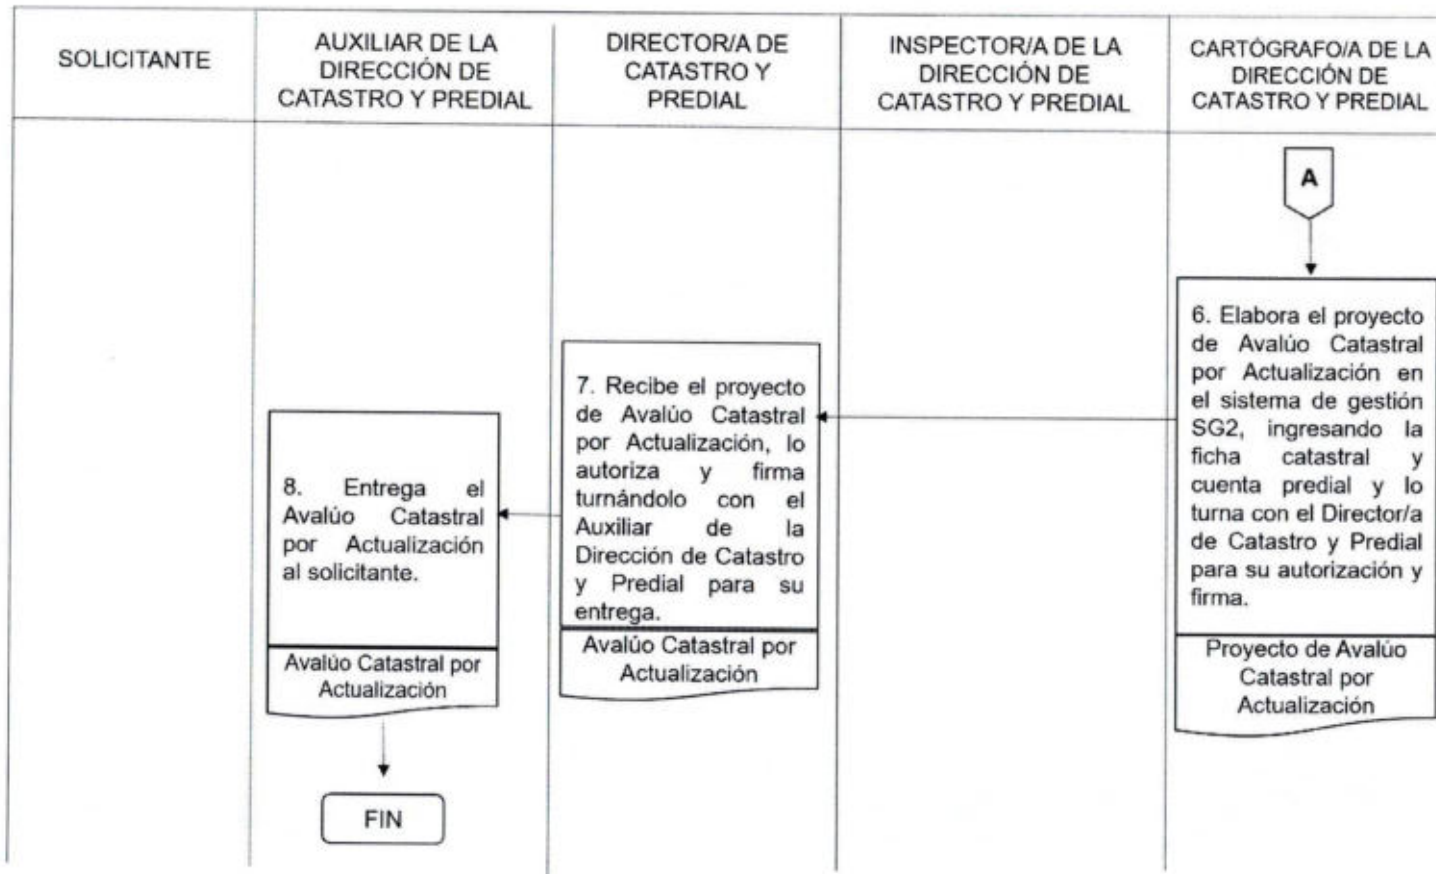 SOLICITANTE
AUXILIAR DE LA
DIRECCIÓN DE
CATASTRO Y PREDIAL
DIRECTOR/A DE
CATASTRO Y
PREDIAL
INSPECTOR/A DE LA
DIRECCIÓN DE
CATASTRO Y PREDIAL
CARTÓGRAFO/A DE LA
DIRECCIÓN DE
CATASTRO Y PREDIAL
A
6. Elabora el proyecto
de Avalúo Catastral
por Actualización en
el sistema de gestión
SG2, ingresando la
ficha catastral y
cuenta predial y lo
turna con el Director/a
de Catastro y Predial
para su autorización y
firma.
Proyecto de Avalúo
Catastral por
Actualización
7. Recibe el proyecto
de Avalúo Catastral
por Actualización, lo
autoriza y firma
turnándolo con el
Auxiliar de la
Dirección de Catastro
y Predial para su
entrega.
Avalúo Catastral por
Actualización
8. Entrega el
Avalúo Catastral
por Actualización
al solicitante.
Avalúo Catastral por
Actualización
FIN